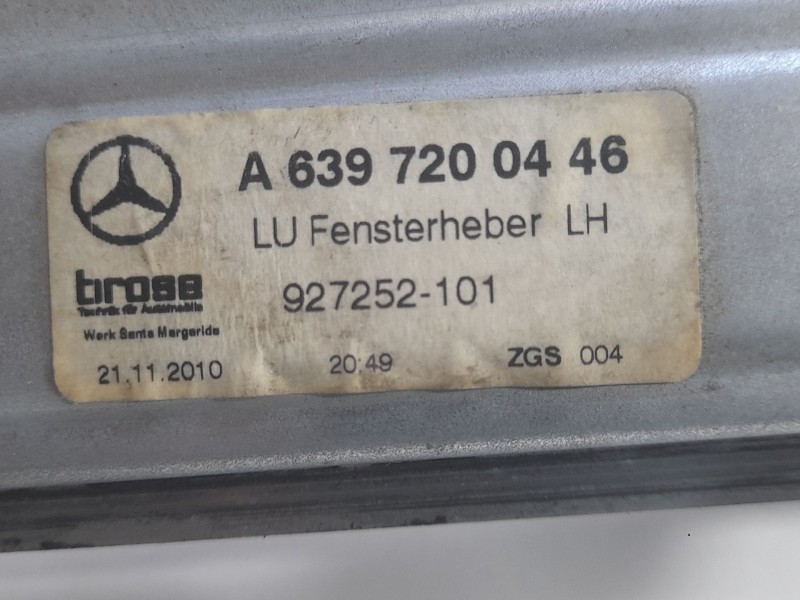 A 639 720 04 46
LU Fensterheber LH
brose
Technik für Automobile
927252-101
Werk Santa Margarida
21.11.2010 20:49 ZGS 004